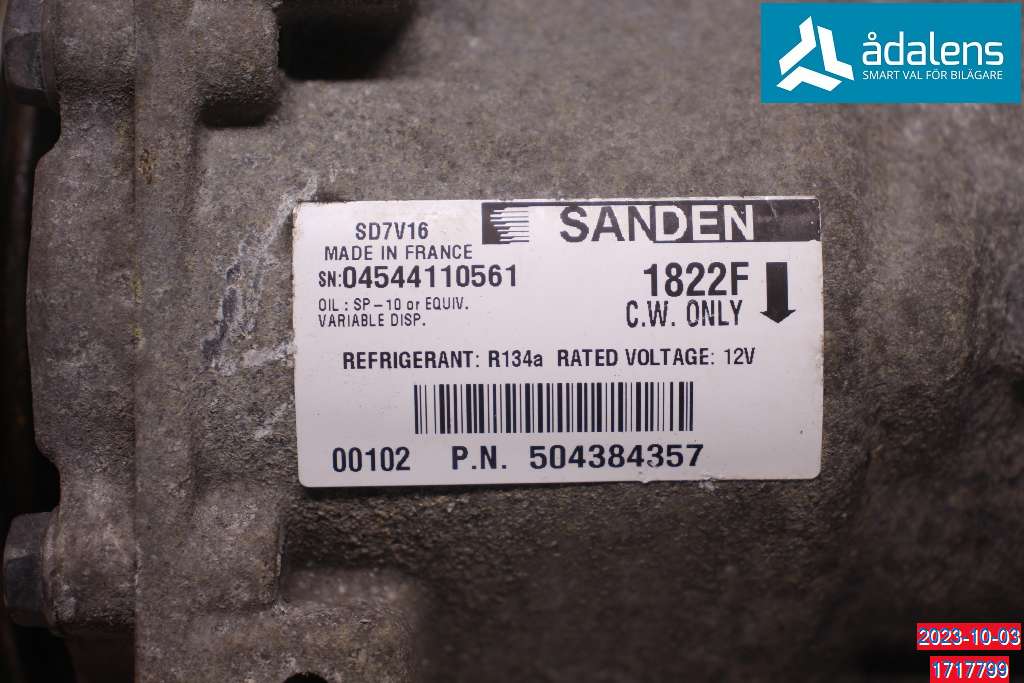 ådalens
SMART VAL FÖR BILÄGARE
SANDEN
SD7V16
MADE IN FRANCE
SN:04544110561
OIL : SP-10 or EQUIV.
VARIABLE DISP.
1822F
C.W. ONLY
REFRIGERANT: R134a RATED VOLTAGE: 12V
00102 P.N. 504384357
2023-10-03
1717799